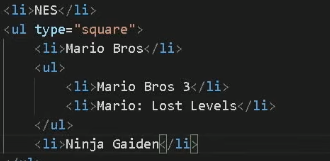 <li>NES</li>
<ul type="square">
<li>Mario Bros</li>
<ul>
<li>Mario Bros 3</li>
<li>Mario: Lost Levels</li>
</ul>
<li>Ninja Gaiden</li>
</ul>